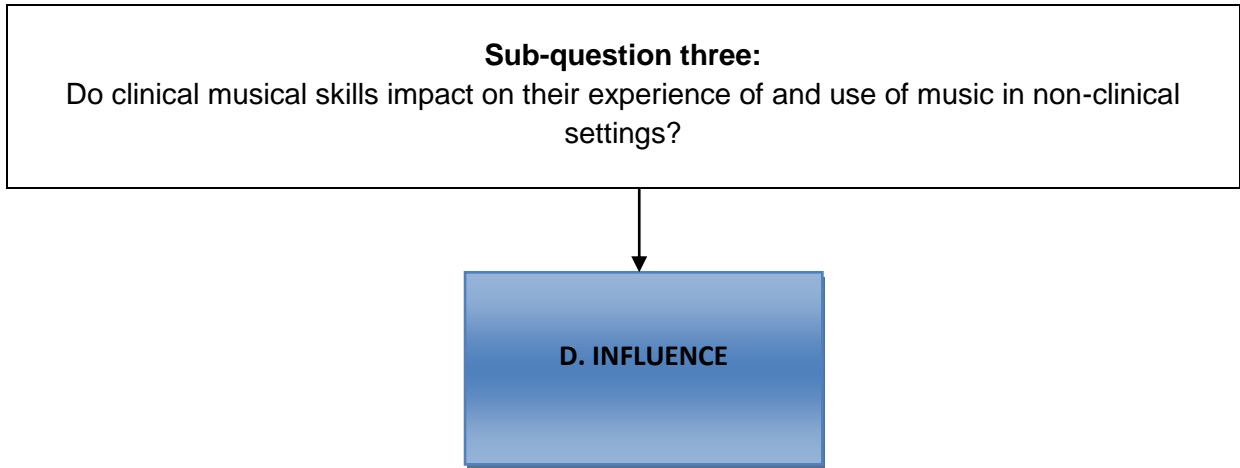 Sub-question three:
Do clinical musical skills impact on their experience of and use of music in non-clinical
settings?
D. INFLUENCE